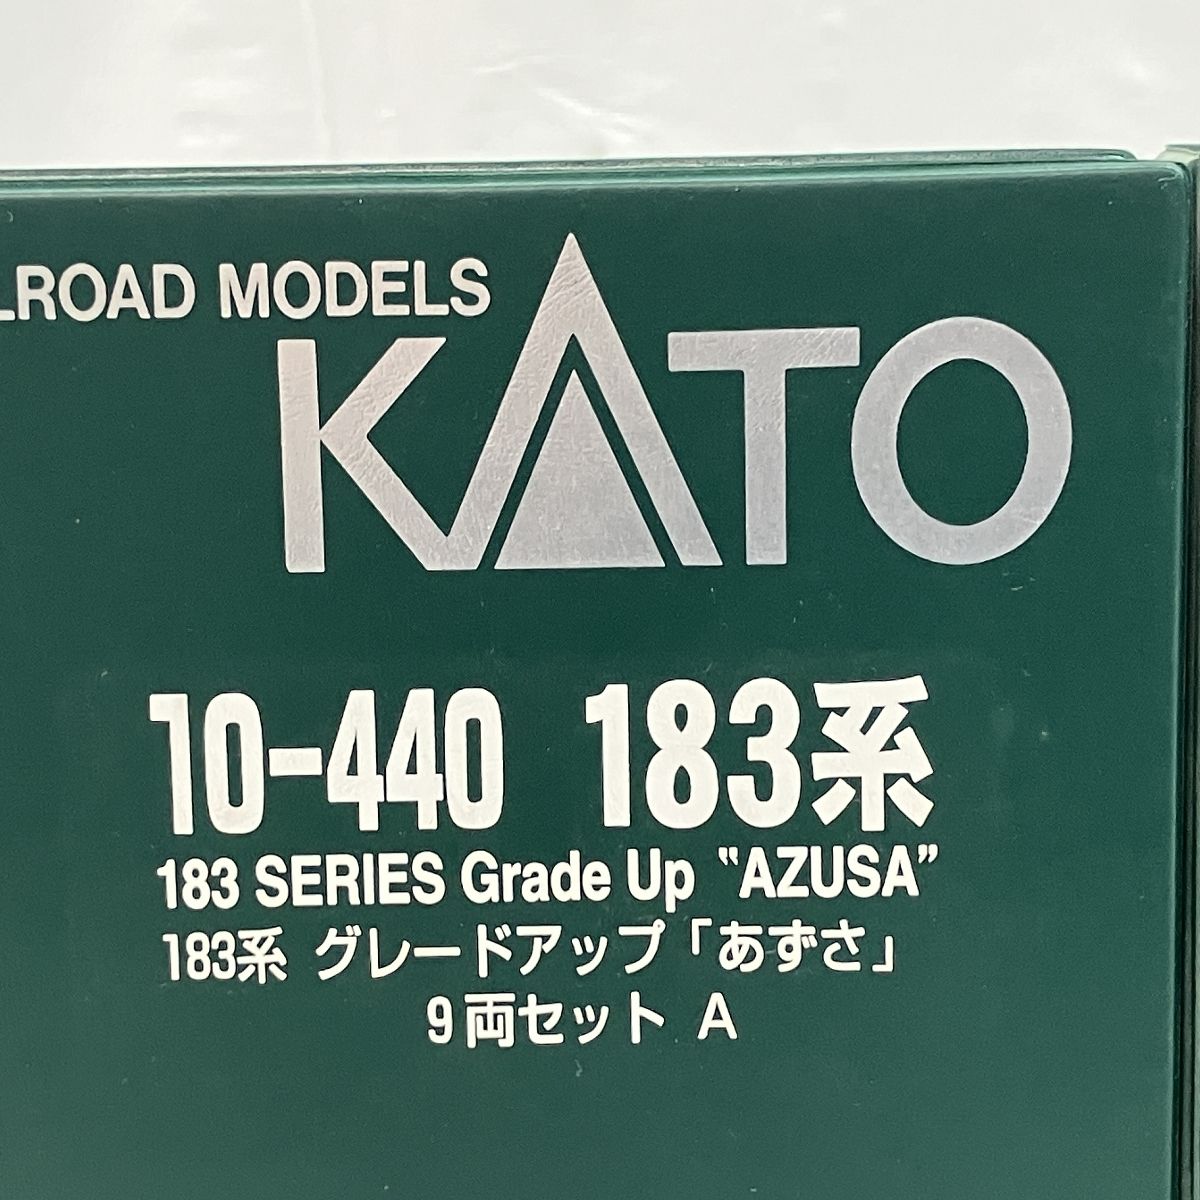 LROAD MODELS
KATO
10-440 183系
183 SERIES Grade Up "AZUSA"
183系 グレードアップ「あずさ」
9両セット A